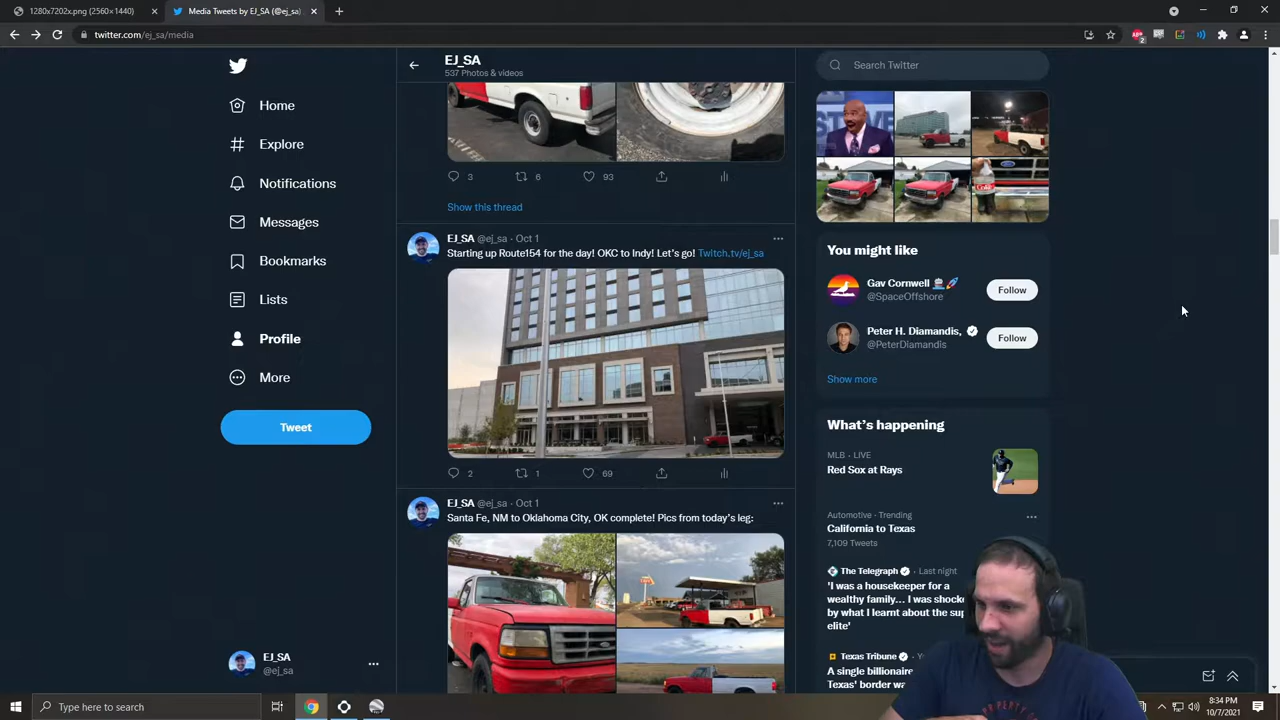 1280x7202x.png (2560×1440)
Media Tweets by EJ_SA (@ej_sa)
twitter.com/ej_sa/media
Home
Explore
Notifications
Messages
Bookmarks
Lists
Profile
More
Tweet
EJ_SA
@ej_sa
EJ_SA
537 Photos & videos
3 6 93
Show this thread
EJ_SA @ej_sa · Oct 1
Starting up Route154 for the day! OKC to Indy! Let's go! Twitch.tv/ej_sa
2 1 69
EJ_SA @ej_sa · Oct 1
Santa Fe, NM to Oklahoma City, OK complete! Pics from today's leg:
Search Twitter
You might like
Gav Cornwell
@SpaceOffshore
Follow
Peter H. Diamandis,
@PeterDiamandis
Follow
Show more
What's happening
MLB · LIVE
Red Sox at Rays
Automotive · Trending
California to Texas
7,109 Tweets
The Telegraph · Last night
'I was a housekeeper for a
wealthy family... I was shock
by what I learnt about the sup
elite'
Texas Tribune
A single billionaire
Texas' border wa
Type here to search
8:34 PM
10/7/2021